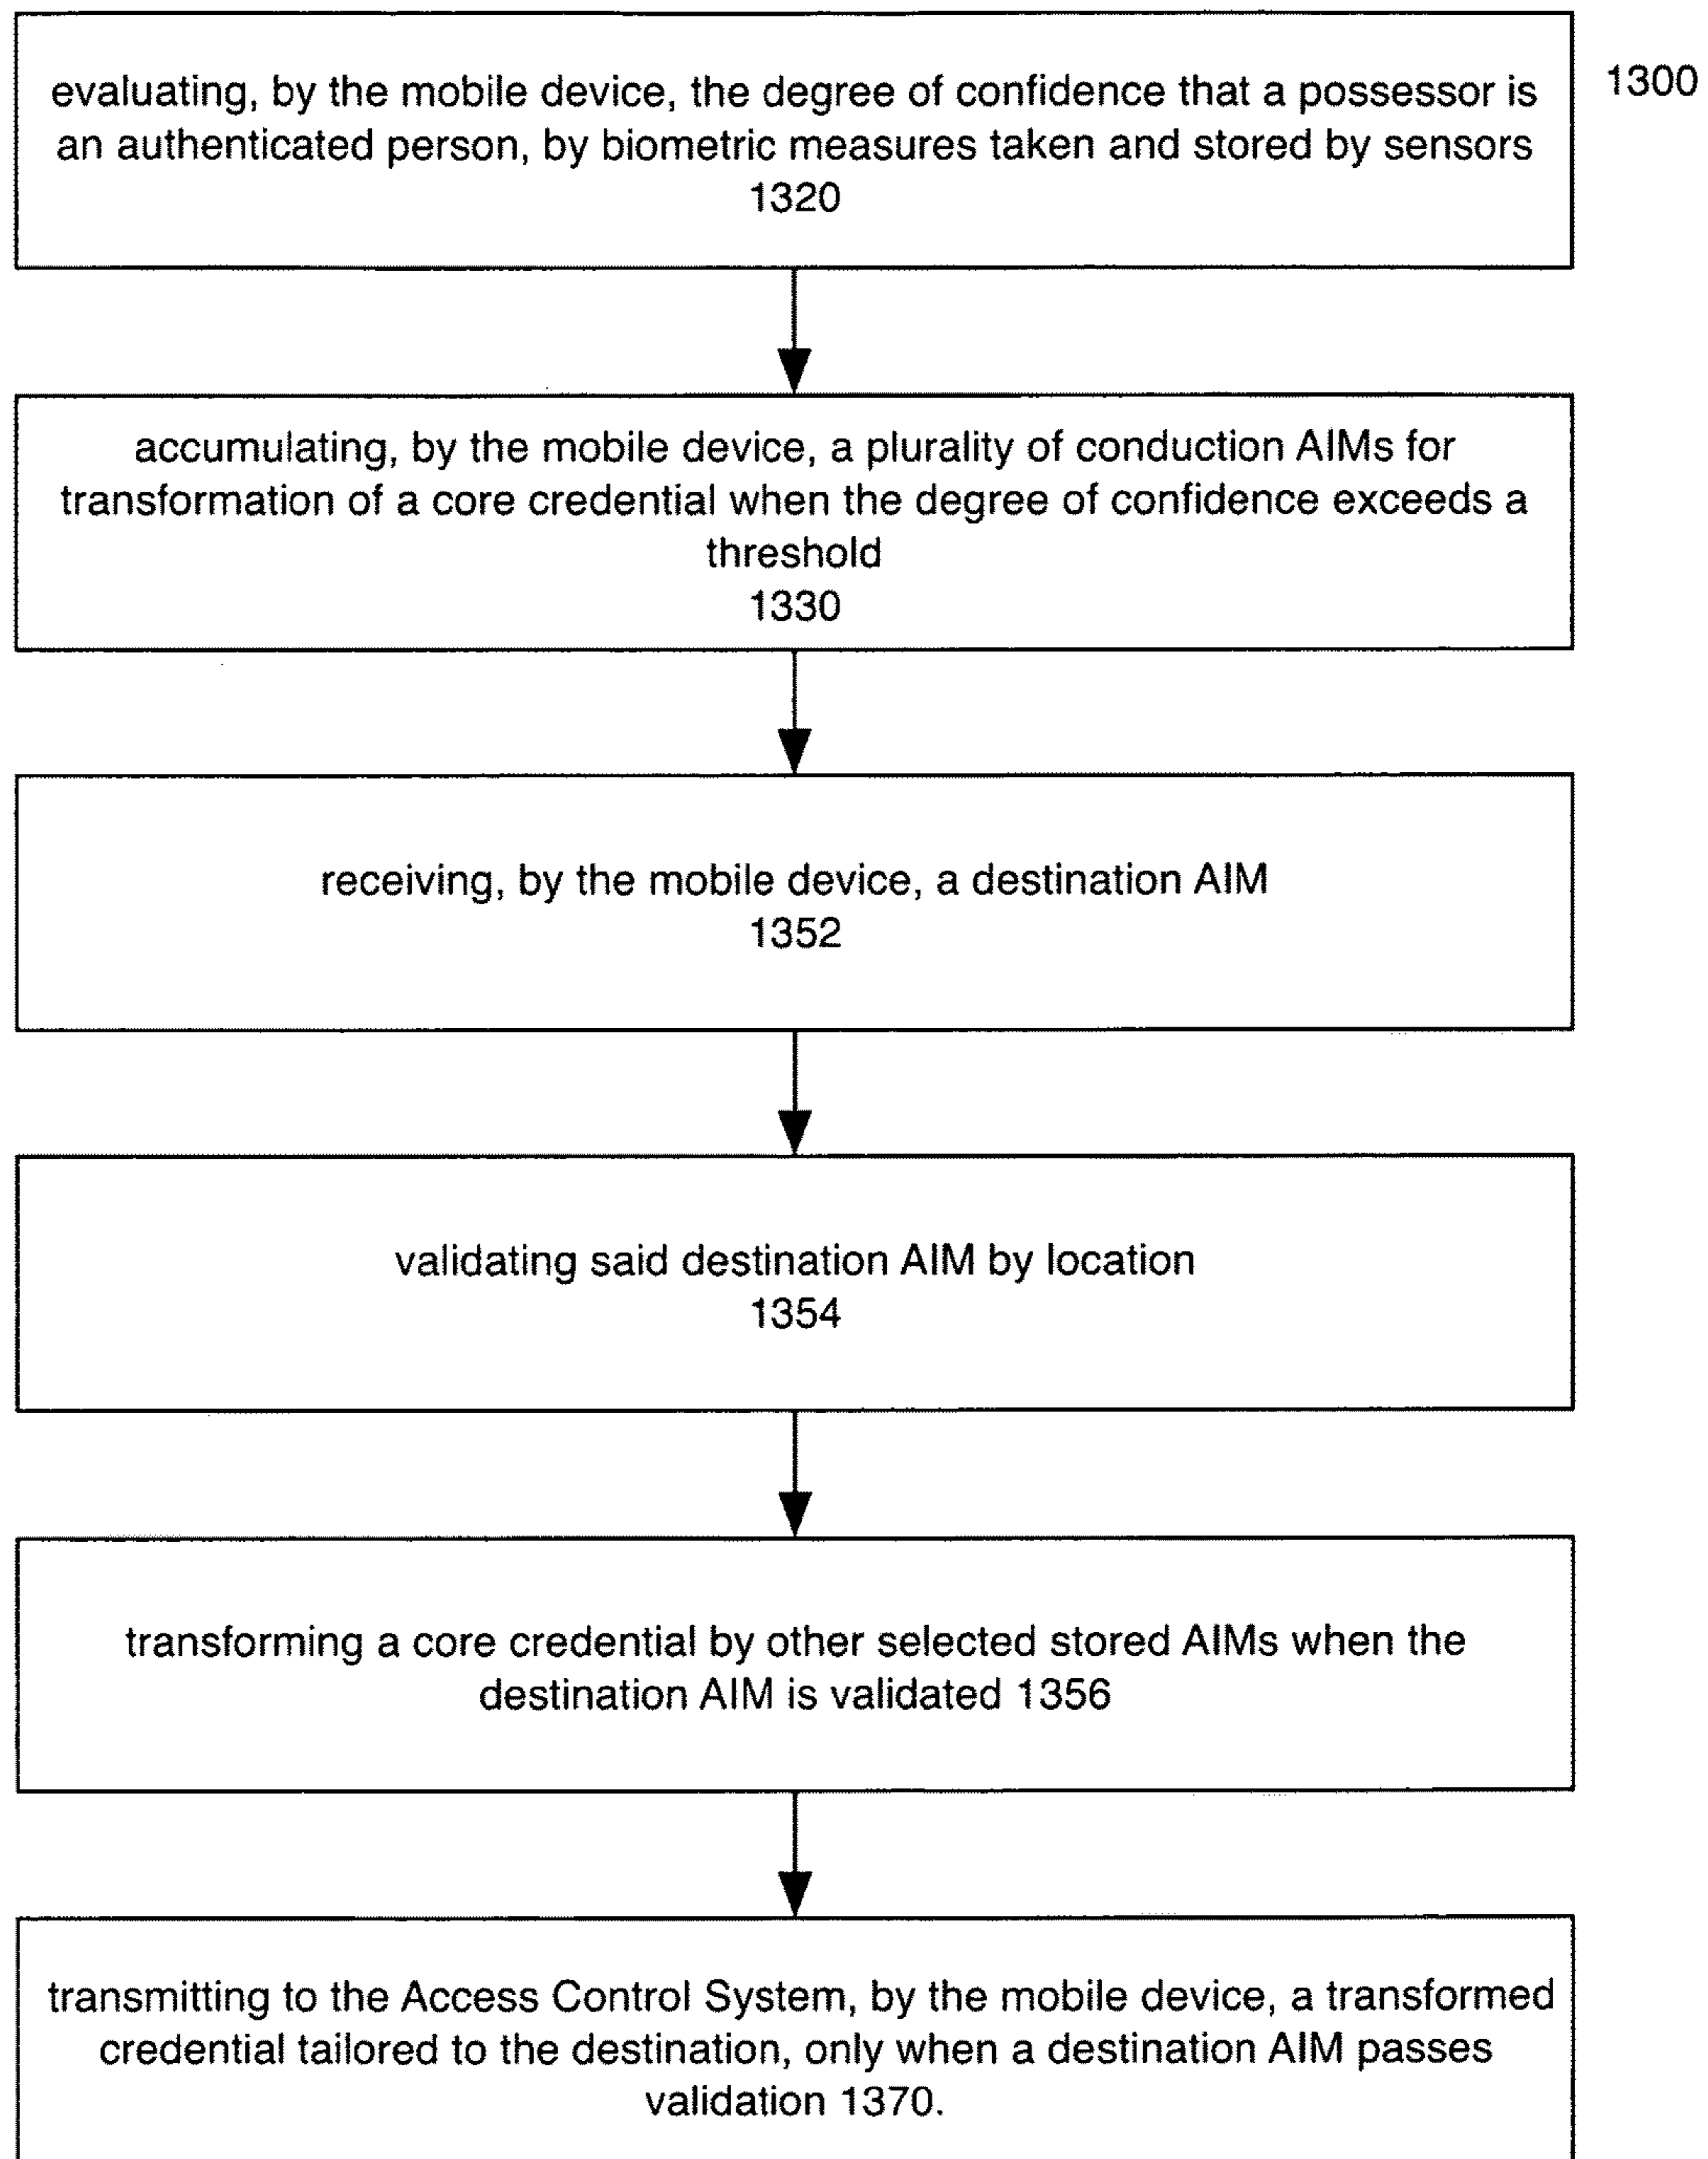 1300
evaluating, by the mobile device, the degree of confidence that a possessor is
an authenticated person, by biometric measures taken and stored by sensors
1320
accumulating, by the mobile device, a plurality of conduction AIMs for
transformation of a core credential when the degree of confidence exceeds a
threshold
1330
receiving, by the mobile device, a destination AIM
1352
validating said destination AIM by location
1354
transforming a core credential by other selected stored AIMs when the
destination AIM is validated 1356
transmitting to the Access Control System, by the mobile device, a transformed
credential tailored to the destination, only when a destination AIM passes
validation 1370.